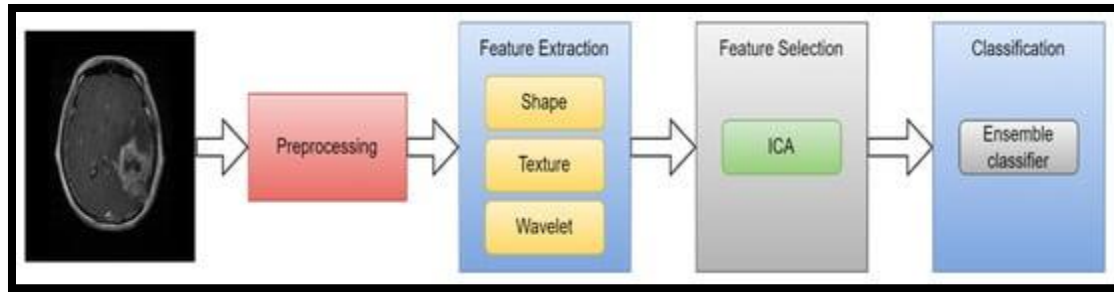 Preprocessing
Feature Extraction
Shape
Texture
Wavelet
Feature Selection
ICA
Classification
Ensemble
classifier